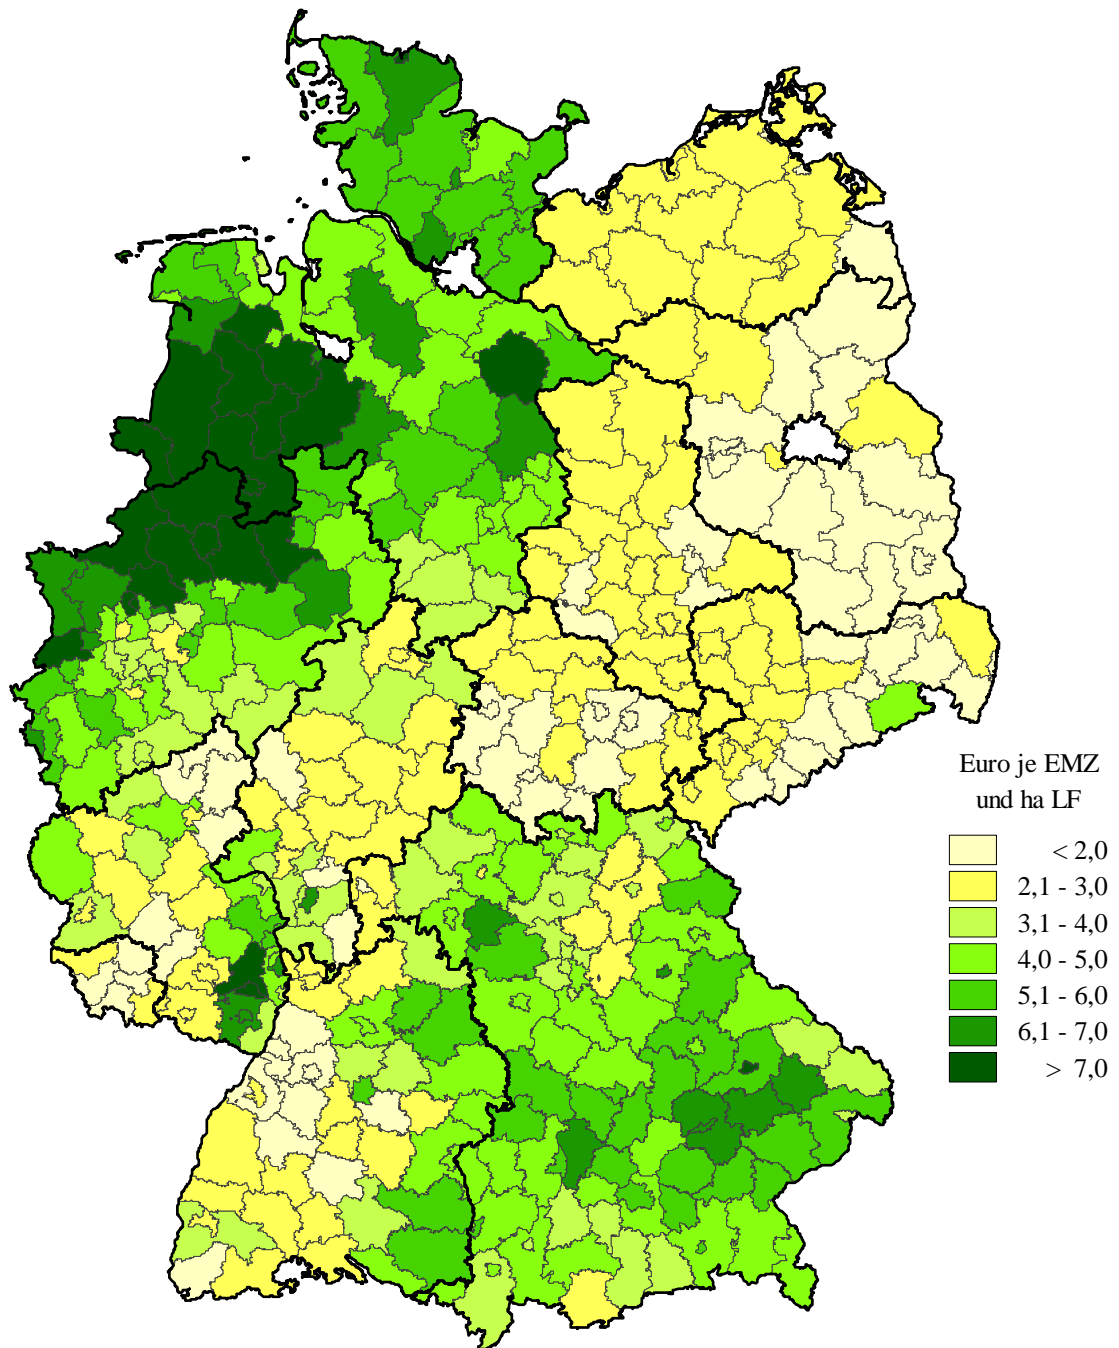 Euro je EMZ
und ha LF
< 2,0
2,1 - 3,0
3,1 - 4,0
4,0 - 5,0
5,1 - 6,0
6,1 - 7,0
> 7,0